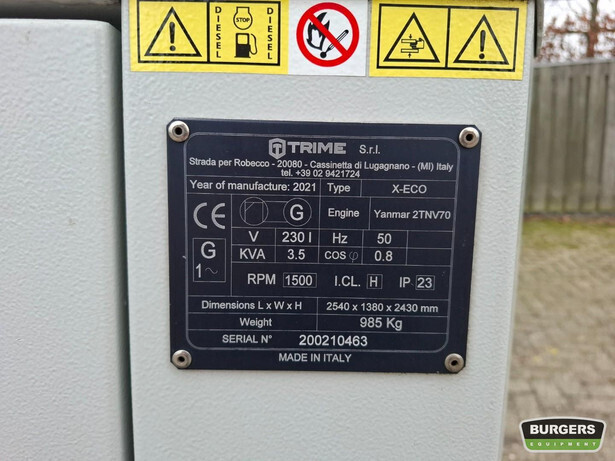 DIESEL
STOP
DIESEL
TRIME S.r.l.
Strada per Robecco - 20080 - Cassinetta di Lugagnano - (MI) Italy
tel. +39 02 9421724
Year of manufacture: 2021 Type X-ECO
CE G Engine Yanmar 2TNV70
V 230 I Hz 50
G 1~ KVA 3.5 COS φ 0.8
RPM 1500 I.CL. H IP 23
Dimensions L x W x H 2540 x 1380 x 2430 mm
Weight 985 Kg
SERIAL N° 200210463
MADE IN ITALY
BURGERS
EQUIPMENT